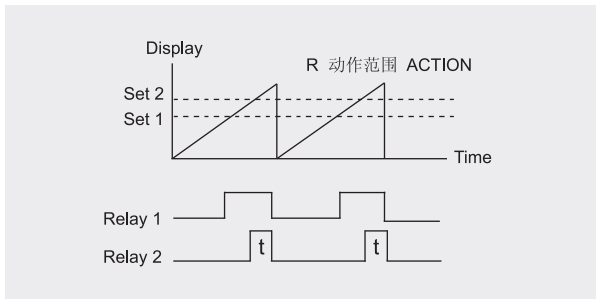 Display
R 动作范围 ACTION
Set 2
Set 1
Time
Relay 1
t t
Relay 2